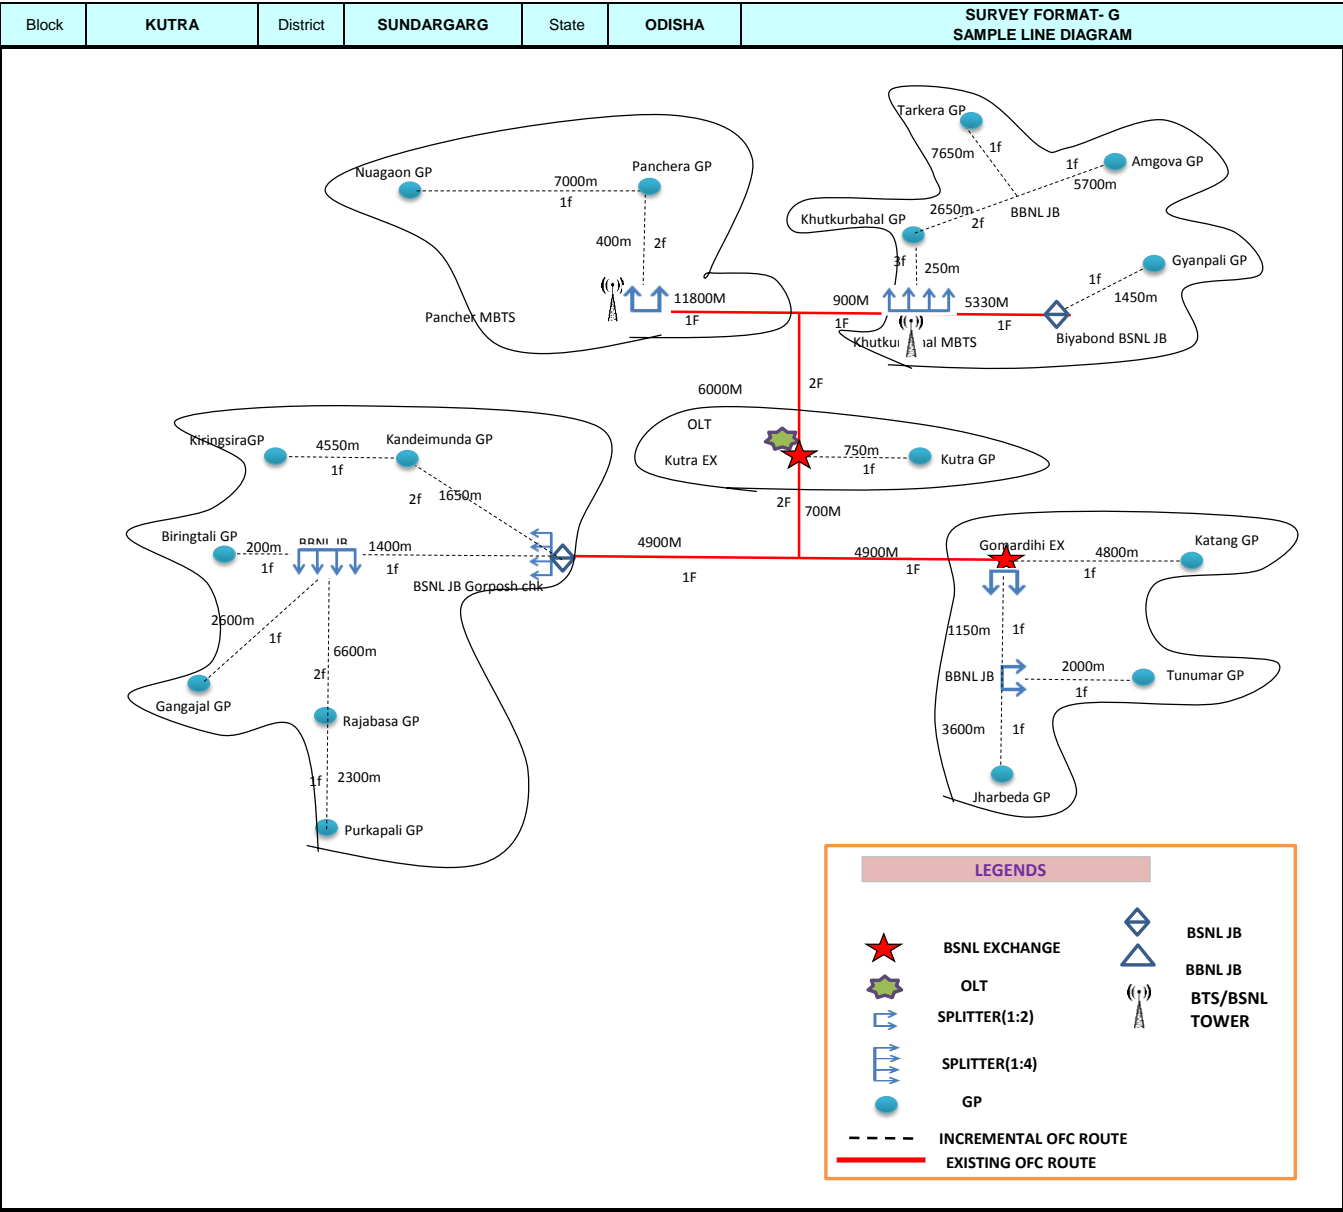 Block KUTRA District SUNDARGARG State ODISHA
SURVEY FORMAT- G
SAMPLE LINE DIAGRAM
Nuagaon GP
7000m
1f
Panchera GP
400m
2f
Pancher MBTS
11800M
1F
Tarkera GP
7650m
1f
1f
Amgova GP
5700m
BBNL JB
2650m
2f
Khutkurbahal GP
3f
250m
1f
Gyanpali GP
1450m
900M
1F
5330M
1F
MBTS
Biyabond BSNL JB
6000M
2F
OLT
Kutra EX
750m
1f
Kutra GP
2F
700M
KiringsiraGP
4550m
1f
Kandeimunda GP
2f
1650m
Biringtali GP
200m
1f
BBNL JB
1400m
1f
BSNL JB Gorposh chk
4900M
1F
4900M
1F
Gomardihi EX
4800m
1f
Katang GP
2600m
1f
Gangajal GP
6600m
2f
Rajabasa GP
1f
2300m
Purkapali GP
1150m
1f
BBNL JB
2000m
1f
Tunumar GP
3600m
1f
Jharbeda GP
LEGENDS
BSNL EXCHANGE
OLT
SPLITTER(1:2)
SPLITTER(1:4)
GP
INCREMENTAL OFC ROUTE
EXISTING OFC ROUTE
BSNL JB
BBNL JB
BTS/BSNL
TOWER